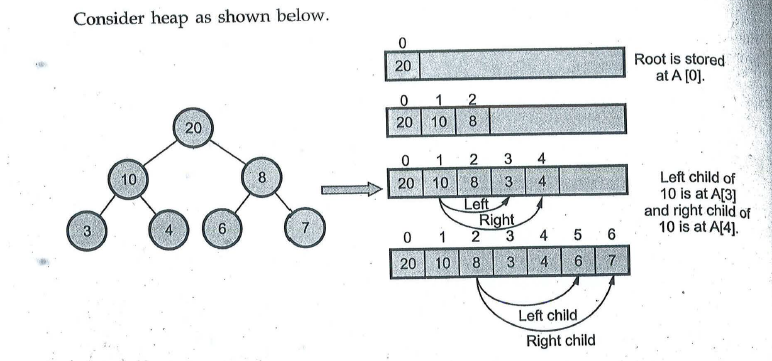 Consider heap as shown below.
20
10 8
3 4 6 7
0
20
Root is stored
at A [0].
0 1 2
20 10 8
0 1 2 3 4
20 10 8 3 4
Left
Right
Left child of
10 is at A[3]
and right child of
10 is at A[4].
0 1 2 3 4 5 6
20 10 8 3 4 6 7
Left child
Right child